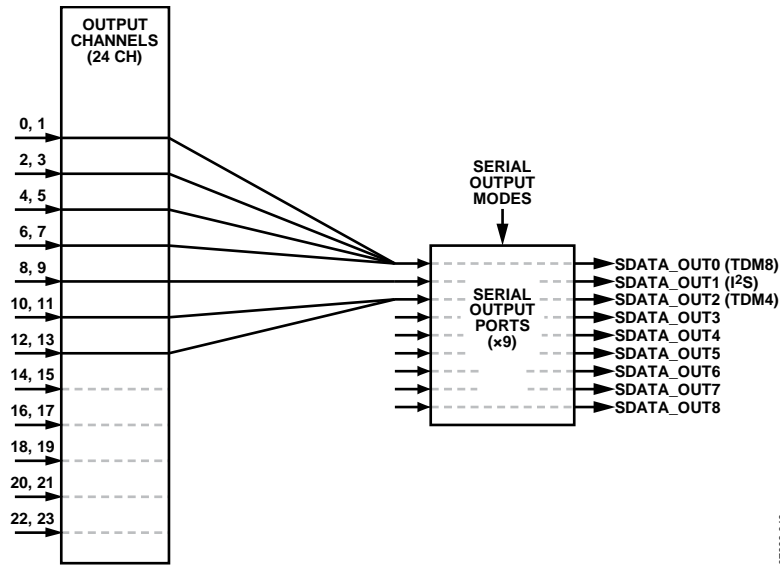 OUTPUT
CHANNELS
(24 CH)
0, 1
2, 3
4, 5
6, 7
8, 9
10, 11
12, 13
14, 15
16, 17
18, 19
20, 21
22, 23
SERIAL
OUTPUT
MODES
SERIAL
OUTPUT
PORTS
(×9)
SDATA_OUT0 (TDM8)
SDATA_OUT1 (I²S)
SDATA_OUT2 (TDM4)
SDATA_OUT3
SDATA_OUT4
SDATA_OUT5
SDATA_OUT6
SDATA_OUT7
SDATA_OUT8